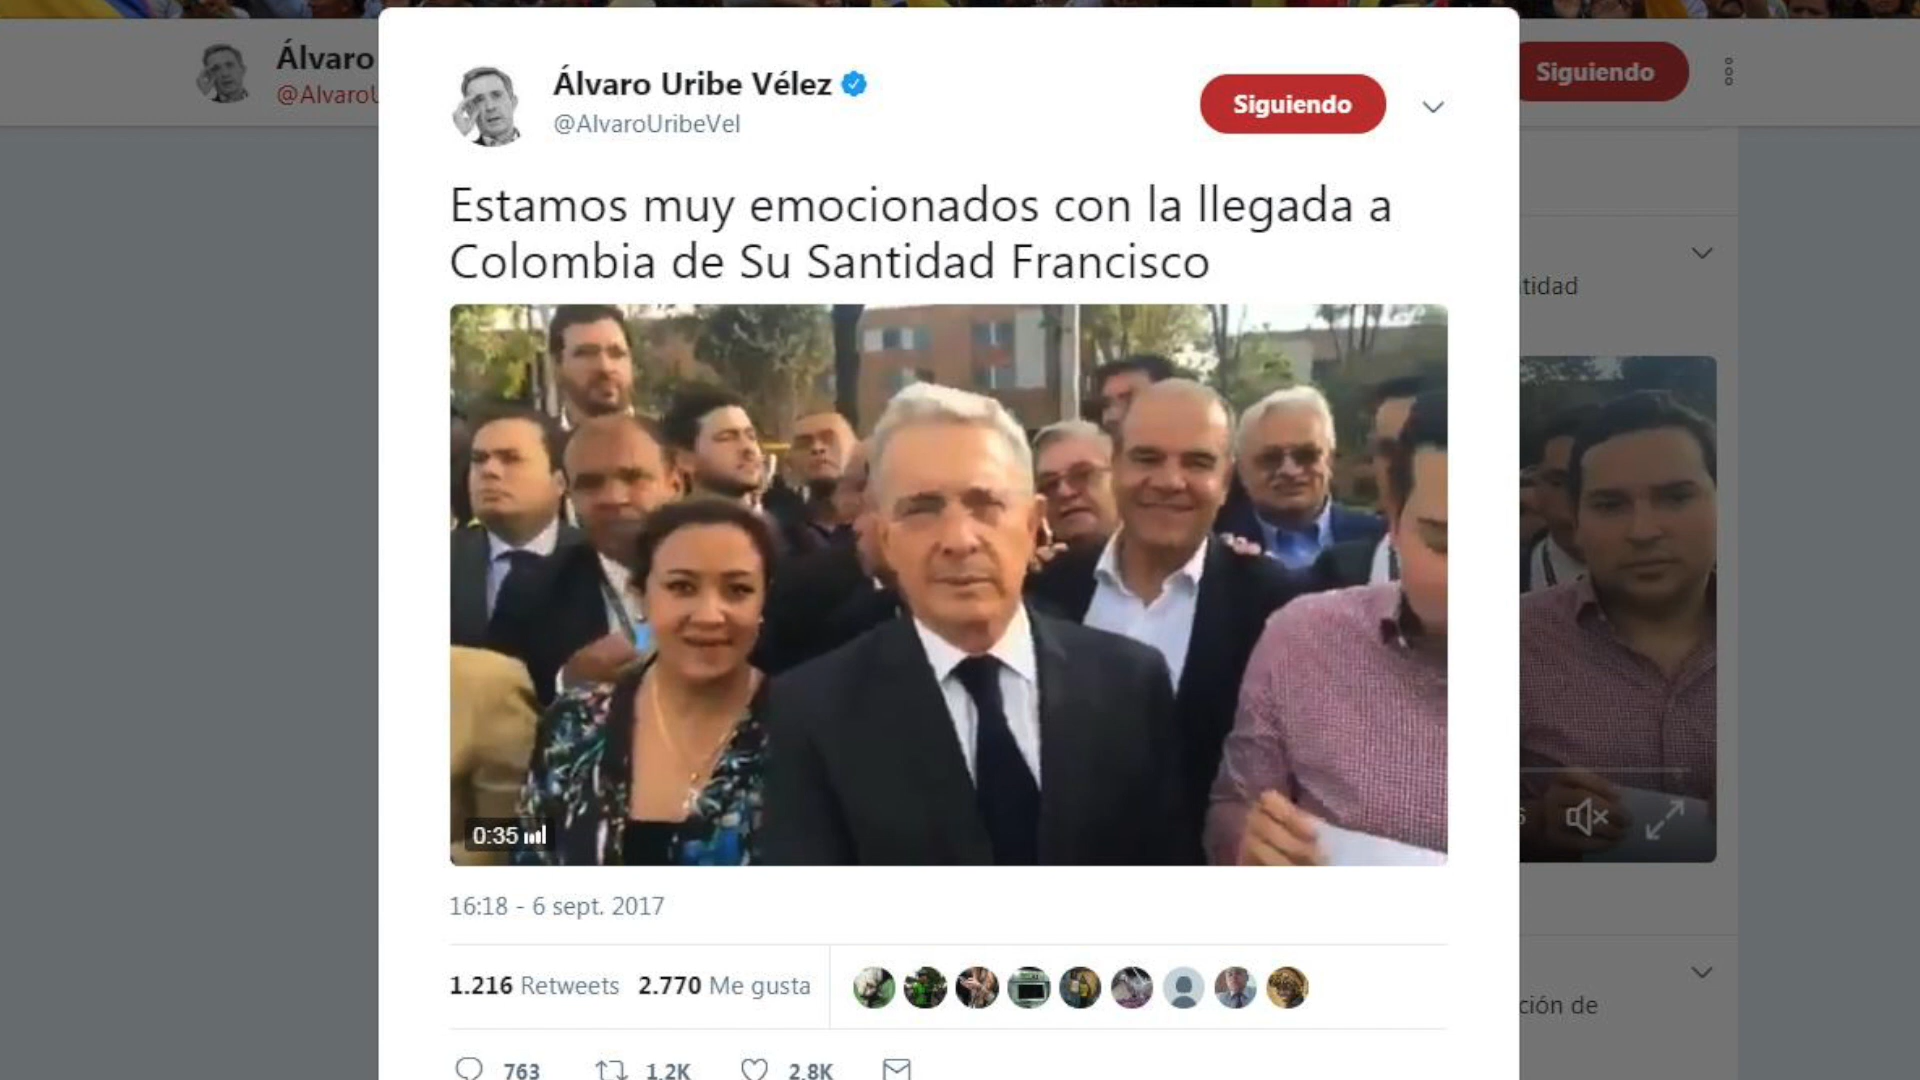 Álvaro
@AlvaroU
Álvaro Uribe Vélez
@AlvaroUribeVel
Siguiendo
Siguiendo
Estamos muy emocionados con la llegada a
Colombia de Su Santidad Francisco
tidad
0:35
16:18 - 6 sept. 2017
1.216 Retweets 2.770 Me gusta
ción de
763 1.2K 2.8K